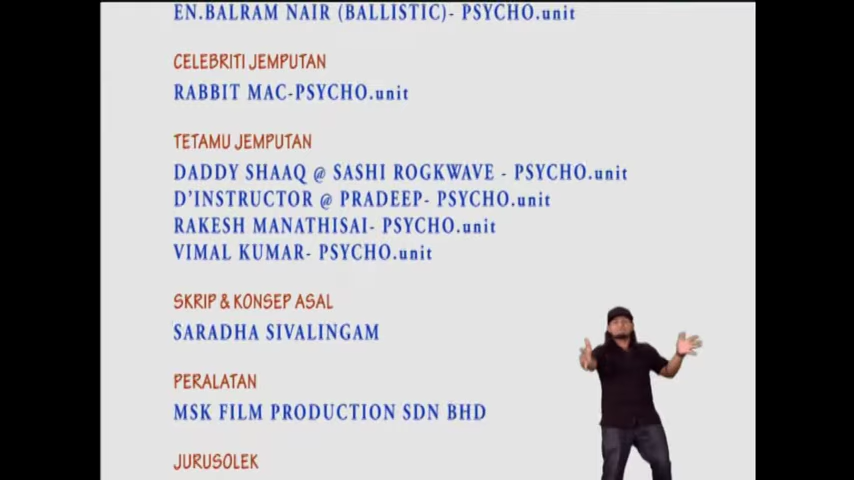 EN.BALRAM NAIR (BALLISTIC)- PSYCHO.unit
CELEBRITI JEMPUTAN
RABBIT MAC-PSYCHO.unit
TETAMU JEMPUTAN
DADDY SHAAQ @ SASHI ROGKWAVE - PSYCHO.unit
D'INSTRUCTOR @ PRADEEP- PSYCHO.unit
RAKESH MANATHISAI- PSYCHO.unit
VIMAL KUMAR- PSYCHO.unit
SKRIP & KONSEP ASAL
SARADHA SIVALINGAM
PERALATAN
MSK FILM PRODUCTION SDN BHD
JURUSOLEK